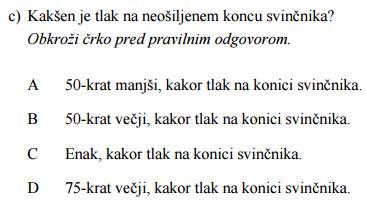 c) Kakšen je tlak na neošiljenem koncu svinčnika?
Obkroži črko pred pravilnim odgovorom.
A 50-krat manjši, kakor tlak na konici svinčnika.
B 50-krat večji, kakor tlak na konici svinčnika.
C Enak, kakor tlak na konici svinčnika.
D 75-krat večji, kakor tlak na konici svinčnika.